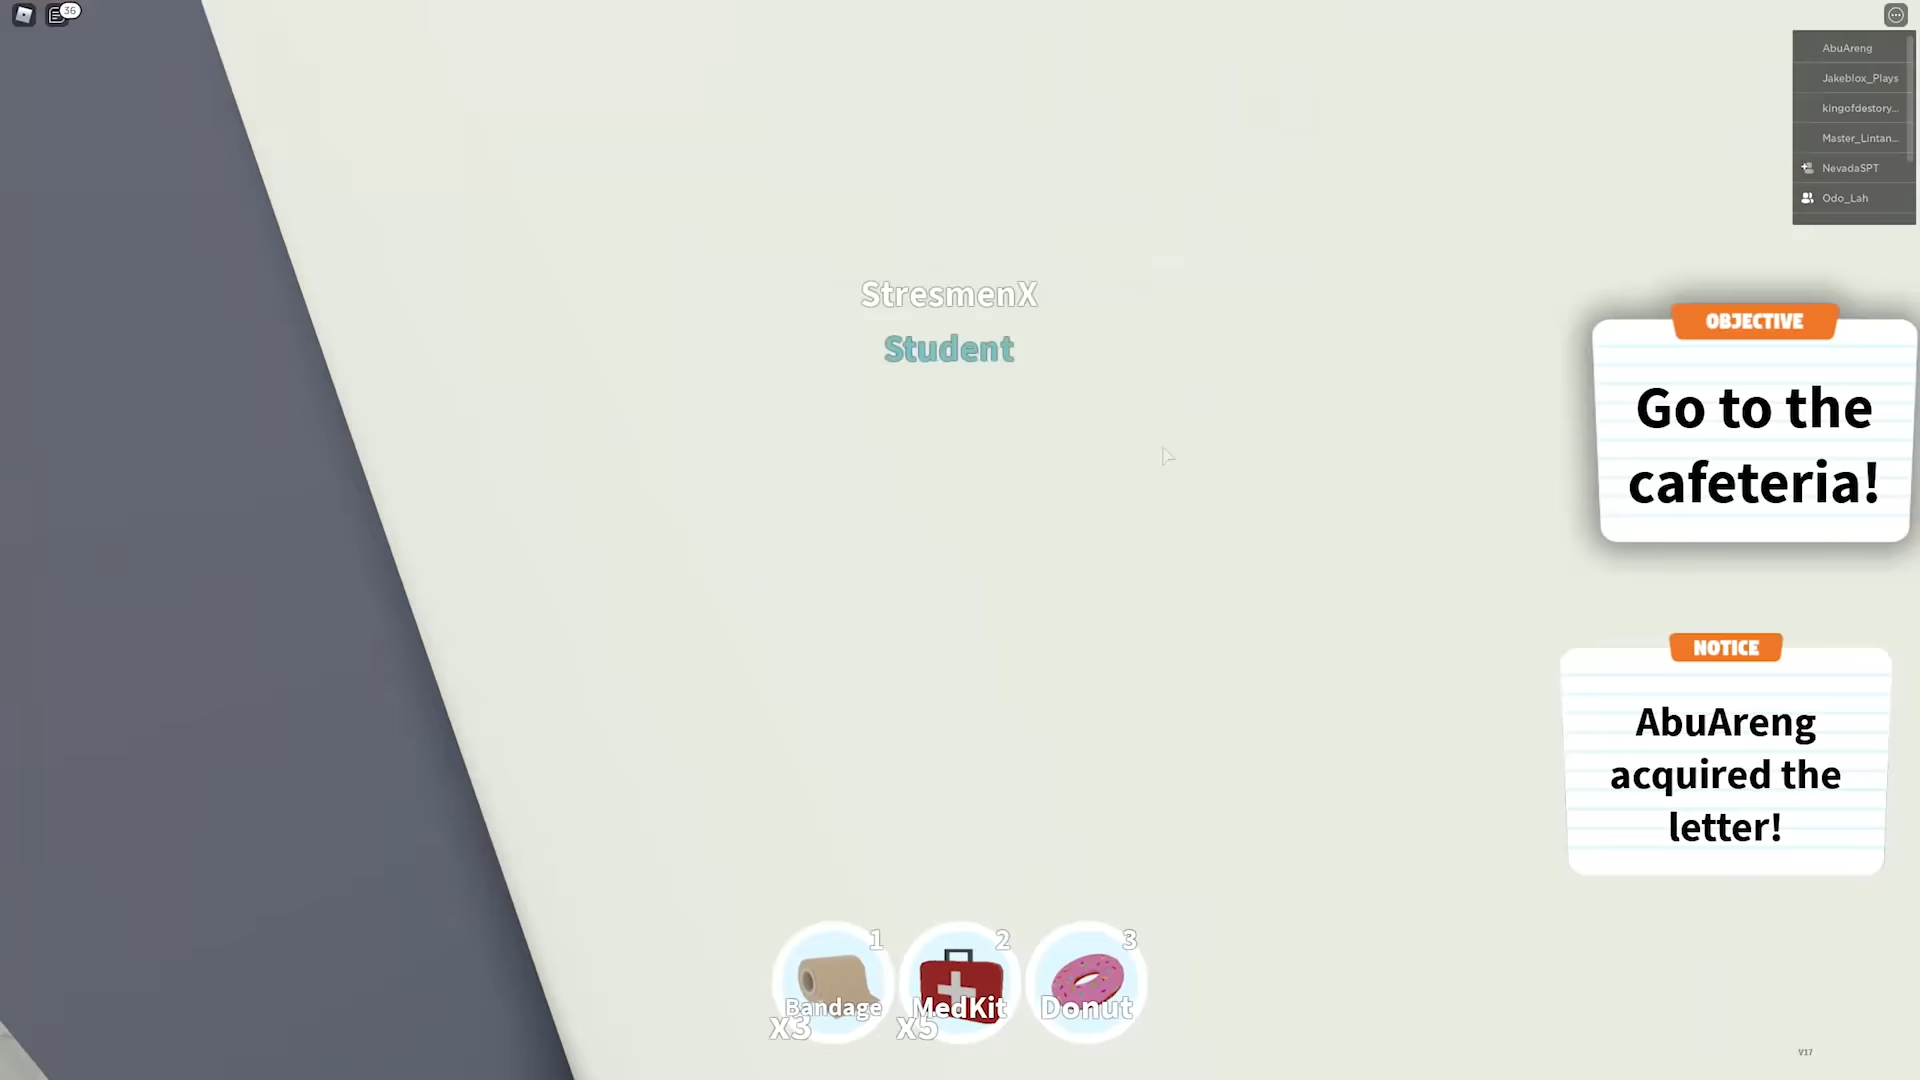 36
AbuAreng
Jakeblox_Plays
kingofdestory...
Master_Lintan...
NevadaSPT
Odo_Lah
StresmenX
Student
OBJECTIVE
Go to the
cafeteria!
NOTICE
AbuAreng
acquired the
letter!
1
2
3
Bandage
MedKit
Donut
X3
X5
V17